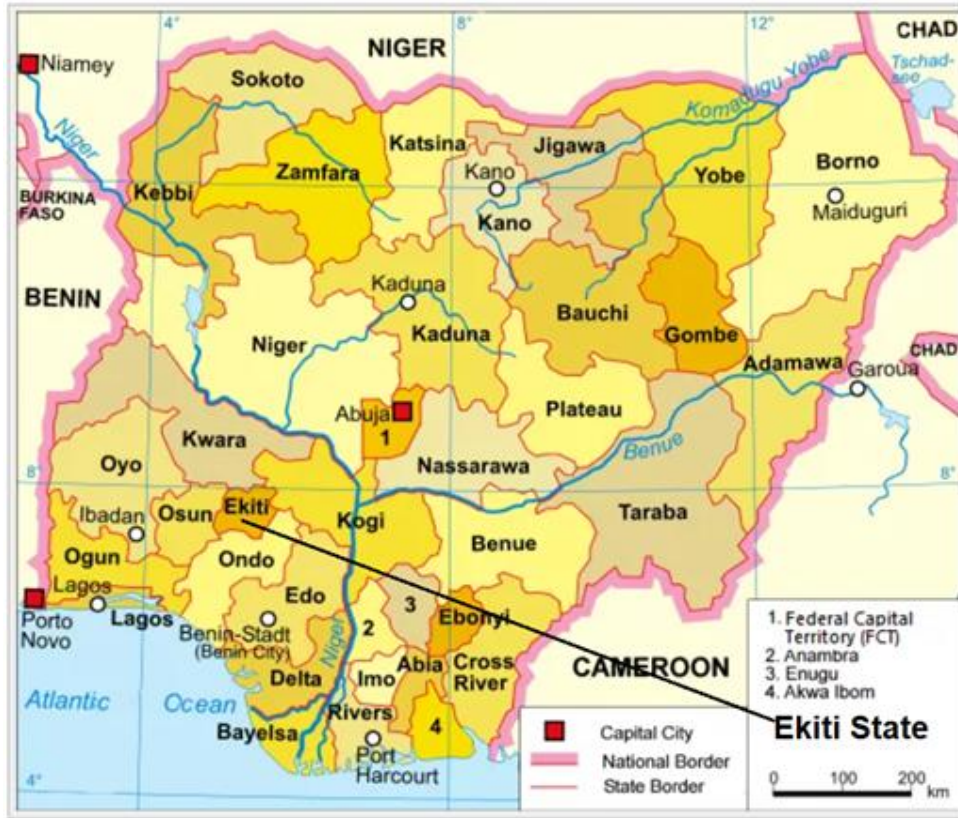 4°
8°
12°
NIGER
CHAD
Niamey
Sokoto
Tschad-
see
Komadugu Yobe
Niger
Katsina
Jigawa
Zamfara
Kano
Yobe
Borno
Kebbi
BURKINA
FASO
Kano
Maiduguri
BENIN
Kaduna
Bauchi
Niger
Kaduna
Gombe
CHAD
Adamawa
Garoua
Abuja
1
Plateau
Kwara
Benue
Oyo
Nassarawa
8°
8°
Ibadan
Osun
Ekiti
Kogi
Taraba
Ogun
Ondo
Benue
Lagos
Edo
3
Porto
Novo
Lagos
Benin-Stadt
(Benin City)
Niger
2
Ebonyi
Abia
Cross
River
CAMEROON
Atlantic
Ocean
Delta
Imo
Bayelsa
Rivers
4
Port
Harcourt
4°
1. Federal Capital
Territory (FCT)
2. Anambra
3. Enugu
4. Akwa Ibom
Ekiti State
Capital City
National Border
State Border
0 100 200
km